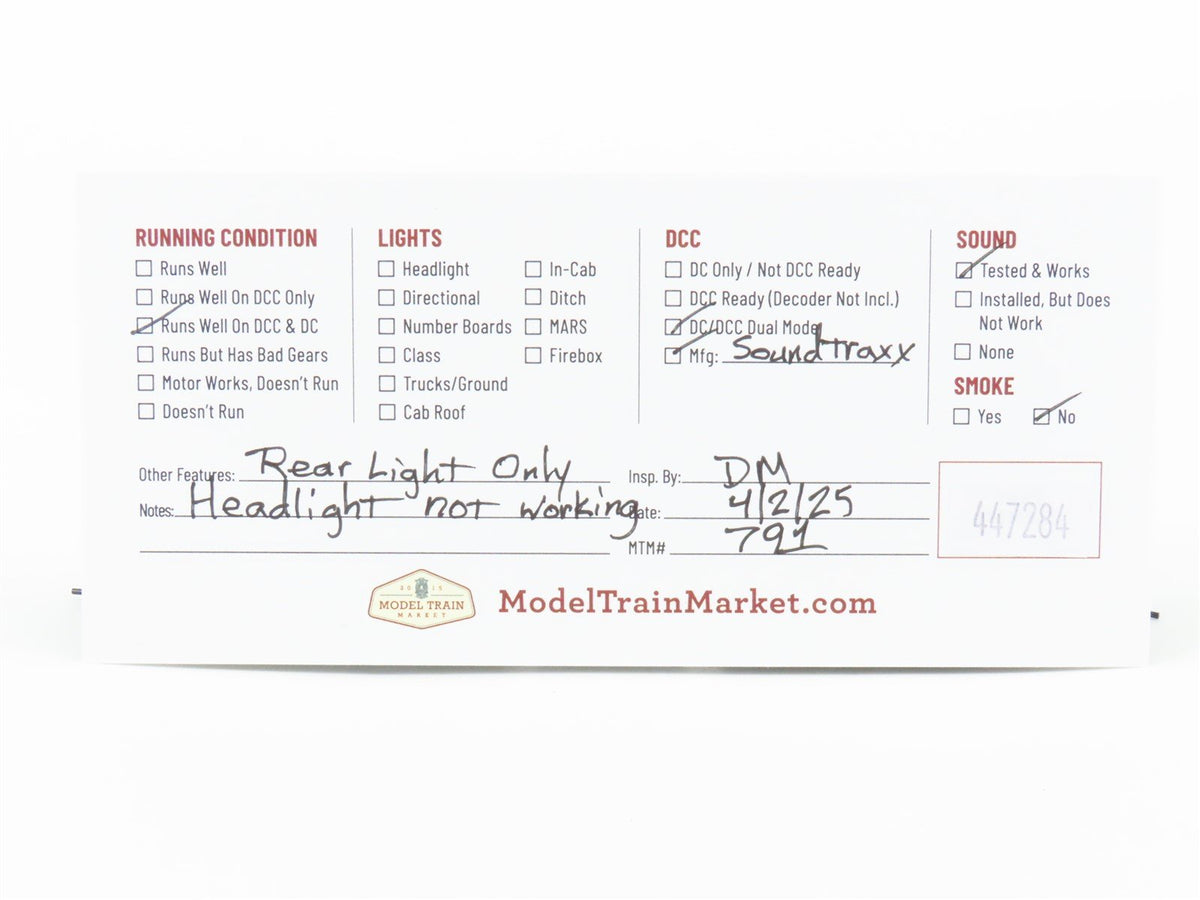 RUNNING CONDITION
Runs Well
Runs Well On DCC Only
Runs Well On DCC & DC
Runs But Has Bad Gears
Motor Works, Doesn't Run
Doesn't Run
LIGHTS
Headlight
Directional
Number Boards
Class
Trucks/Ground
Cab Roof
In-Cab
Ditch
MARS
Firebox
DCC
DC Only / Not DCC Ready
DCC Ready (Decoder Not Incl.)
DC/DCC Dual Mode
Mfg: Soundtraxx
SOUND
Tested & Works
Installed, But Does
Not Work
None
SMOKE
Yes No
Other Features: Rear Light Only
Notes: Headlight not working
Insp. By: DM
Date: 4/2/25
MTM# 791
447284
2015
MODEL TRAIN
MARKET
ModelTrainMarket.com